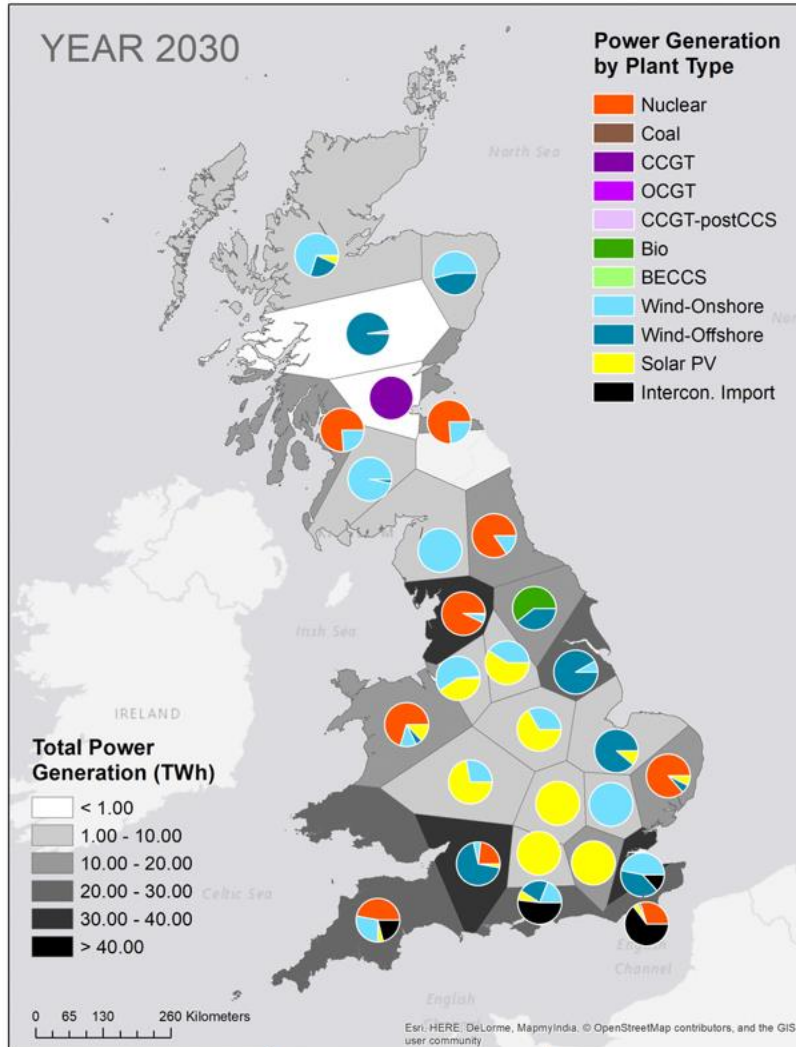 YEAR 2030
Power Generation
by Plant Type
Nuclear
Coal
CCGT
OCGT
CCGT-postCCS
Bio
BECCS
Wind-Onshore
Wind-Offshore
Solar PV
Intercon. Import
North Sea
Irish Sea
IRELAND
Total Power
Generation (TWh)
< 1.00
1.00 - 10.00
10.00 - 20.00
20.00 - 30.00
30.00 - 40.00
> 40.00
Celtic Sea
English
Channel
English
0 65 130 260 Kilometers
Esri, HERE, DeLorme, MapmyIndia, © OpenStreetMap contributors, and the GIS
user community